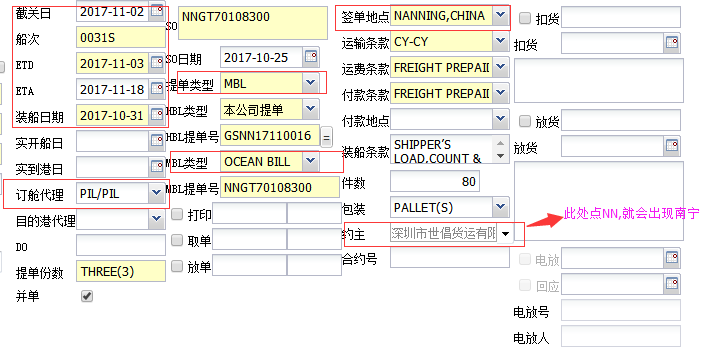 截关日 2017-11-02
船次 0031S
ETD 2017-11-03
ETA 2017-11-18
装船日期 2017-10-31
实开船日
实到港日
订舱代理 PIL/PIL
目的港代理
DO
提单份数 THREE(3)
并单
SO NNGT70108300
SO日期 2017-10-25
提单类型 MBL
HBL类型 本公司提单
HBL提单号 GSNN17110016 =
MBL类型 OCEAN BILL
MBL提单号 NNGT70108300
打印
取单
放单
签单地点 NANNING,CHINA
运输条款 CY-CY
运费条款 FREIGHT PREPAI
付款条款 FREIGHT PREPAI
付款地点
装船条款 SHIPPER'S
LOAD,COUNT &
件数 80
包装 PALLET(S)
约主 深圳市世倡货运有限
合约号
扣货
扣货
放货
放货
此处点NN,就会出现南宁
电放
回应
电放号
电放人